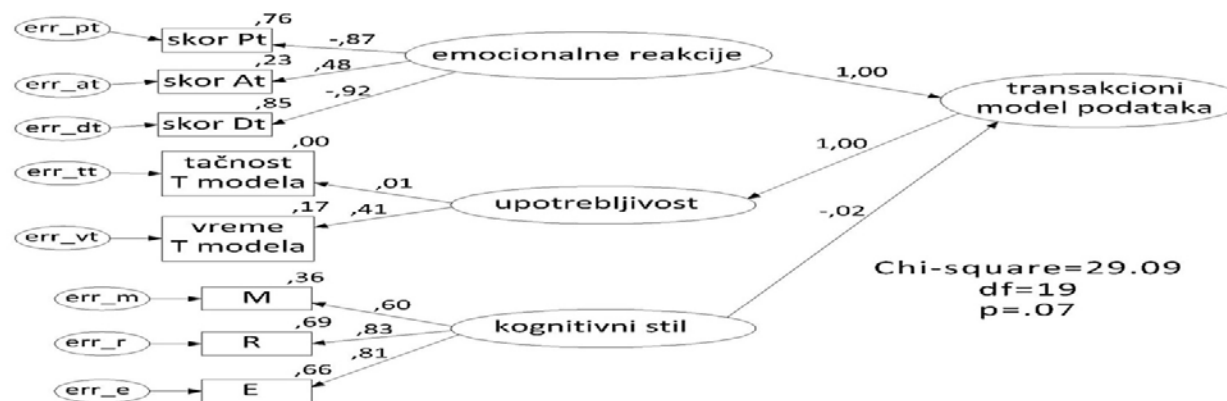 err_pt
,76
skor Pt
-,87
err_at
,23
skor At
,48
err_dt
,85
skor Dt
-,92
emocionalne reakcije
1,00
transakcioni
model podataka
err_tt
,00
tačnost
T modela
,01
1,00
upotrebljivost
err_vt
,17
vreme
T modela
,41
-,02
err_m
,36
M
,60
err_r
,69
R
,83
kognitivni stil
err_e
,66
E
,81
Chi-square=29.09
df=19
p=.07